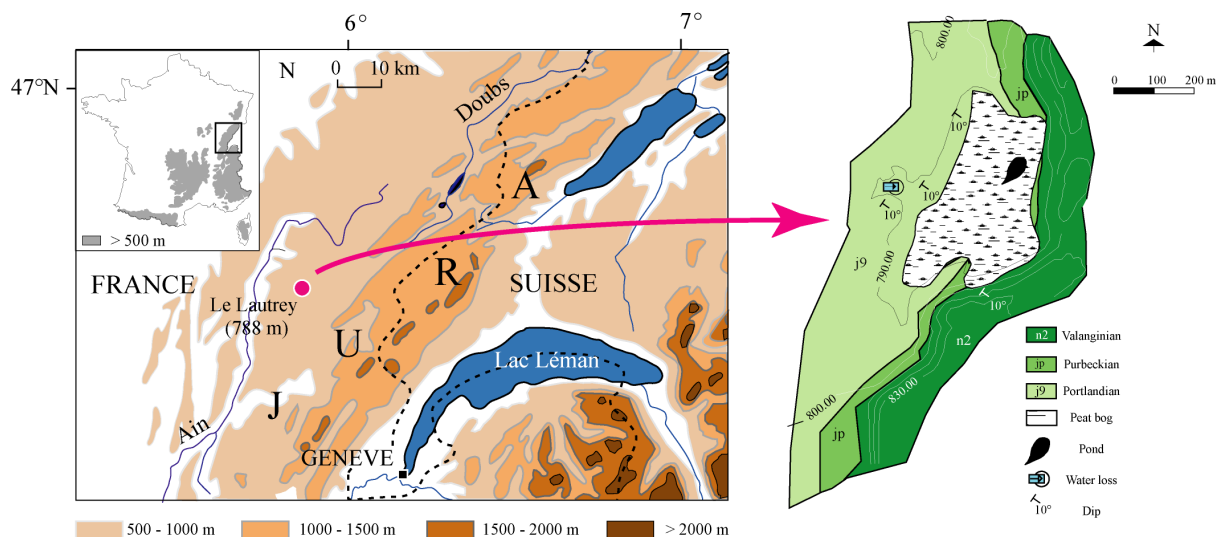 6°
7°
47°N
N
0 10 km
Doubs
> 500 m
FRANCE
Le Lautrey
(788 m)
SUISSE
J
U
R
A
Lac Léman
Ain
GENEVE
500 - 1000 m
1000 - 1500 m
1500 - 2000 m
> 2000 m
N
0 100 200 m
800.00
jp
10°
10°
10°
j9
790.00
10°
n2
800.00
830.00
jp
n2 Valanginian
jp Purbeckian
j9 Portlandian
Peat bog
Pond
Water loss
10° Dip